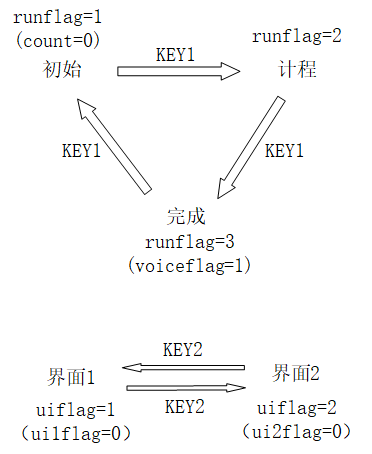 runflag=1
(count=0)
初始
KEY1
runflag=2
计程
KEY1
KEY1
完成
runflag=3
(voiceflag=1)
KEY2
界面1
界面2
KEY2
uiflag=1
（ui1flag=0）
uiflag=2
（ui2flag=0）